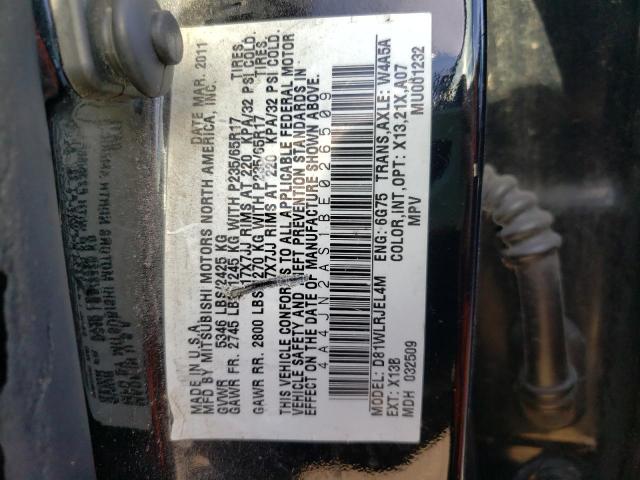 MADE IN U.S.A. DATE MAR. 2011
BY MITSUBISHI MOTORS NORTH AMERICA, INC.
GVWR 5346 LBS/2425 KG
GAWR FR. 2745 LBS/1245 KG WITH P235/65R17 TIRES,
17X7JJ RIMS AT 220 KPA/32 PSI COLD.
GAWR RR. 2800 LBS/1270 KG WITH P235/65R17 TIRES,
17X7JJ RIMS AT 220 KPA/32 PSI COLD.
THIS VEHICLE CONFORMS TO ALL APPLICABLE FEDERAL MOTOR
VEHICLE SAFETY AND THEFT PREVENTION STANDARDS IN
EFFECT ON THE DATE OF MANUFACTURE SHOWN ABOVE.
4A4JN2AS1BE026509
MODEL: D81WLRJEL4M ENG: 6G75 TRANS,AXLE: W4A5A
EXT: X13B COLOR,INT,OPT: X13,21X,A07
MDH 032509 MPV MU0001232